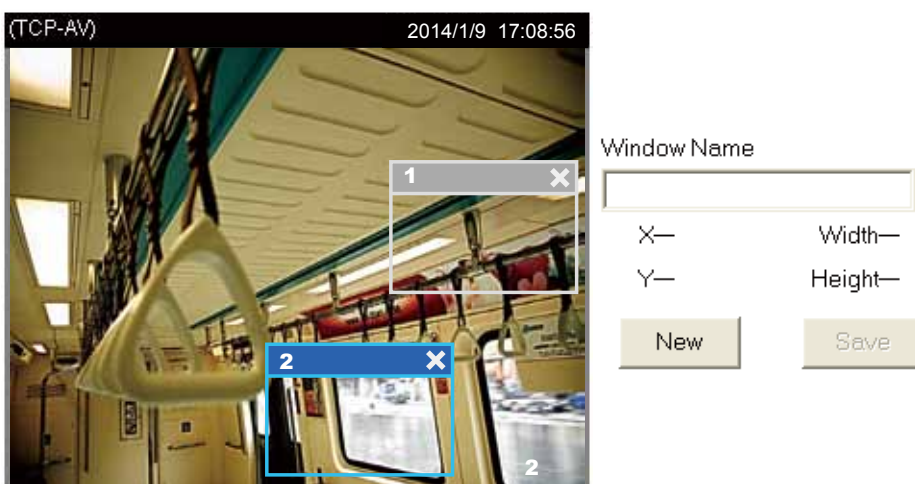 (TCP-AV) 2014/1/9 17:08:56
Window Name
1
X— Width—
Y— Height—
New Save
2
2